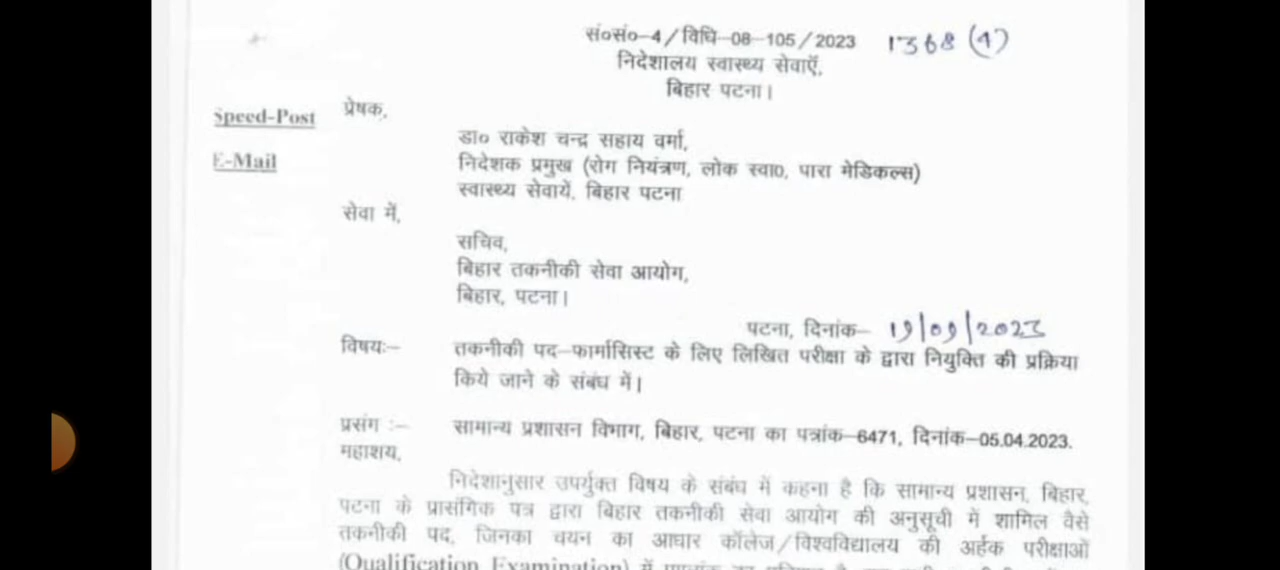 सं०सं०-4/विधि-08-105/2023 1368(4)
निदेशालय स्वास्थ्य सेवाएँ,
बिहार पटना।
Speed-Post
प्रेषक,
डा० राकेश चन्द्र सहाय वर्मा,
E-Mail
निदेशक प्रमुख (रोग नियंत्रण, लोक स्वा0, पारा मेडिकल्स)
स्वास्थ्य सेवायें, बिहार पटना
सेवा में,
सचिव,
बिहार तकनीकी सेवा आयोग,
बिहार, पटना।
पटना, दिनांक- 19/09/2023
विषयः- तकनीकी पद-फार्मासिस्ट के लिए लिखित परीक्षा के द्वारा नियुक्ति की प्रक्रिया
किये जाने के संबंध में।
प्रसंग :- सामान्य प्रशासन विभाग, बिहार, पटना का पत्रांक-6471, दिनांक-05.04.2023.
महाशय,
निदेशानुसार उपर्युक्त विषय के संबंध में कहना है कि सामान्य प्रशासन, बिहार,
पटना के प्रासंगिक पत्र द्वारा बिहार तकनीकी सेवा आयोग की अनुसूची में शामिल वैसे
तकनीकी पद, जिनका चयन का आधार कॉलेज/विश्वविद्यालय की अर्हक परीक्षाओं
(Qualification Examination) में